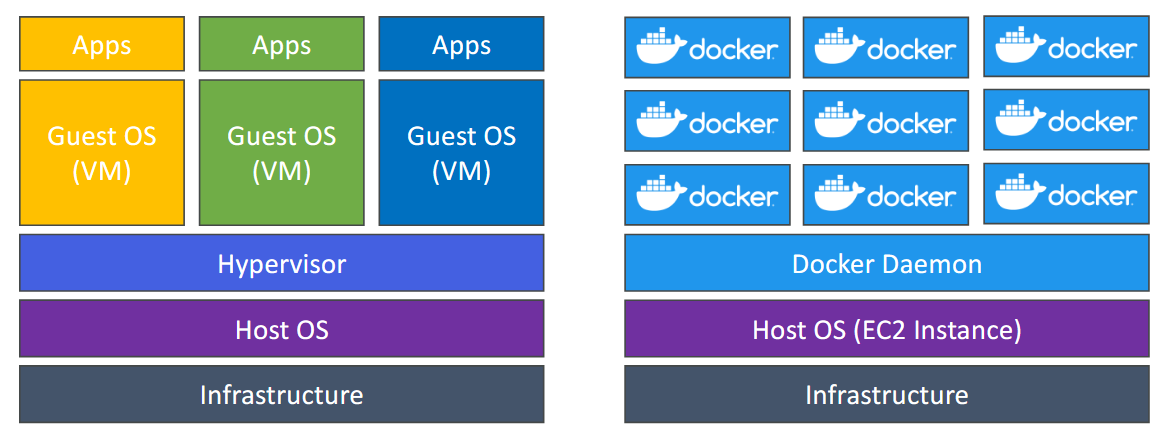 Apps
Apps
Apps
Guest OS
(VM)
Guest OS
(VM)
Guest OS
(VM)
Hypervisor
Host OS
Infrastructure
docker
docker
docker
docker
docker
docker
docker
docker
docker
Docker Daemon
Host OS (EC2 Instance)
Infrastructure